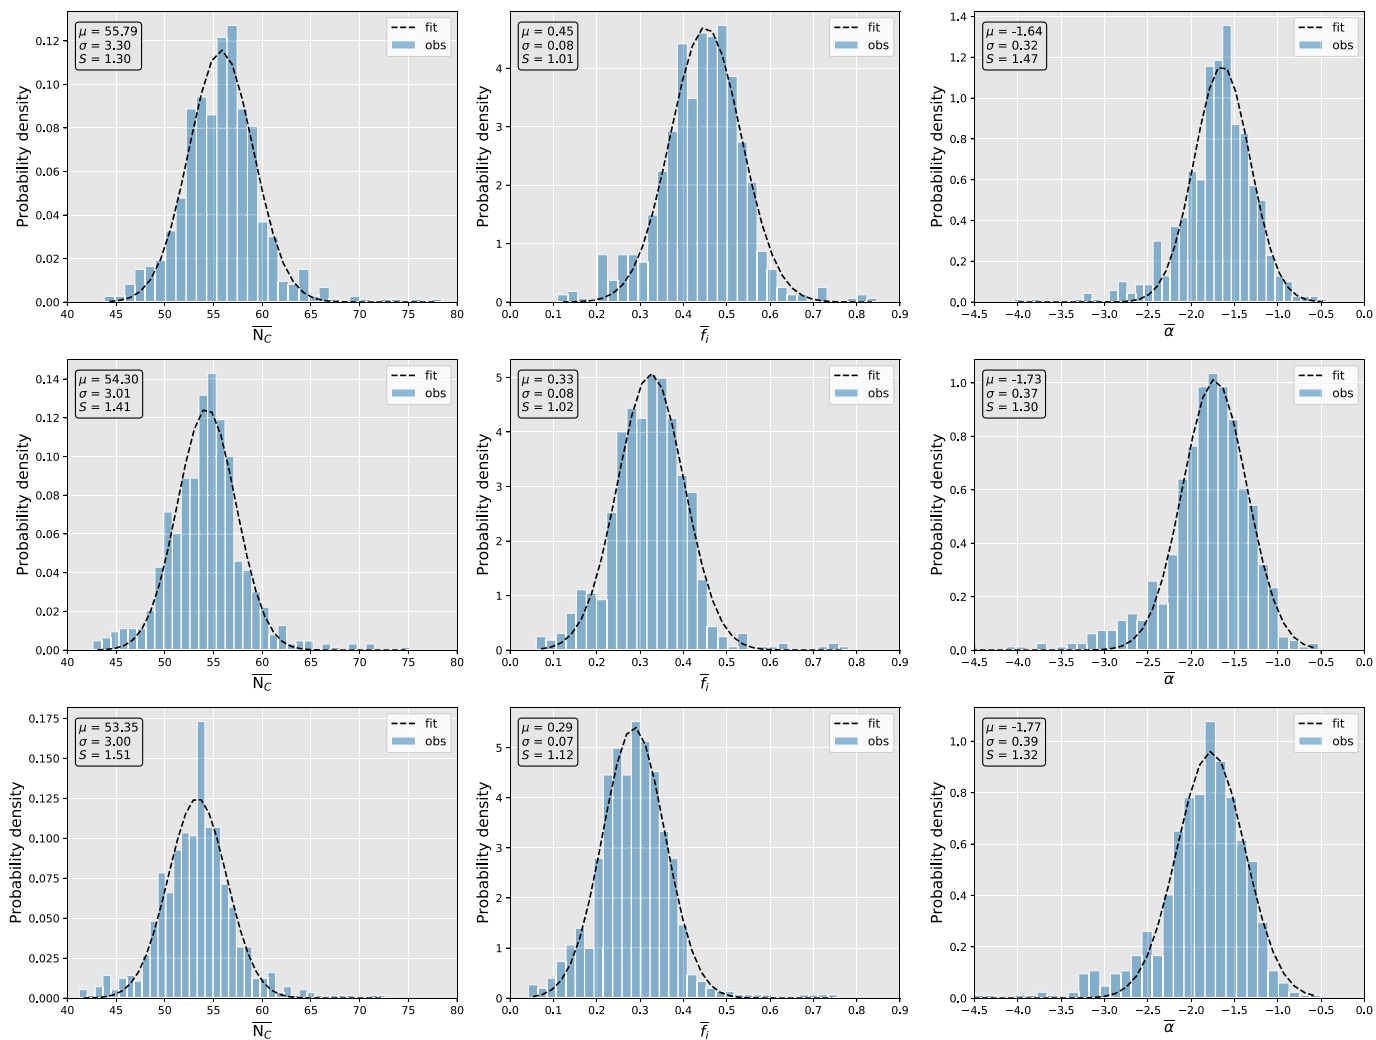 μ = 55.79
σ = 3.30
S = 1.30
fit
obs
Probability density
0.12
0.10
0.08
0.06
0.04
0.02
0.00
40 45 50 55 60 65 70 75 80
N̅_C
μ = 0.45
σ = 0.08
S = 1.01
fit
obs
Probability density
4
3
2
1
0
0.0 0.1 0.2 0.3 0.4 0.5 0.6 0.7 0.8 0.9
f̅_i
μ = -1.64
σ = 0.32
S = 1.47
fit
obs
Probability density
1.4
1.2
1.0
0.8
0.6
0.4
0.2
0.0
−4.5 −4.0 −3.5 −3.0 −2.5 −2.0 −1.5 −1.0 −0.5 0.0
α̅
μ = 54.30
σ = 3.01
S = 1.41
fit
obs
Probability density
0.14
0.12
0.10
0.08
0.06
0.04
0.02
0.00
40 45 50 55 60 65 70 75 80
N̅_C
μ = 0.33
σ = 0.08
S = 1.02
fit
obs
Probability density
5
4
3
2
1
0
0.0 0.1 0.2 0.3 0.4 0.5 0.6 0.7 0.8 0.9
f̅_i
μ = -1.73
σ = 0.37
S = 1.30
fit
obs
Probability density
1.0
0.8
0.6
0.4
0.2
0.0
−4.5 −4.0 −3.5 −3.0 −2.5 −2.0 −1.5 −1.0 −0.5 0.0
α̅
μ = 53.35
σ = 3.00
S = 1.51
fit
obs
Probability density
0.175
0.150
0.125
0.100
0.075
0.050
0.025
0.000
40 45 50 55 60 65 70 75 80
N̅_C
μ = 0.29
σ = 0.07
S = 1.12
fit
obs
Probability density
5
4
3
2
1
0
0.0 0.1 0.2 0.3 0.4 0.5 0.6 0.7 0.8 0.9
f̅_i
μ = -1.77
σ = 0.39
S = 1.32
fit
obs
Probability density
1.0
0.8
0.6
0.4
0.2
0.0
−4.5 −4.0 −3.5 −3.0 −2.5 −2.0 −1.5 −1.0 −0.5 0.0
α̅